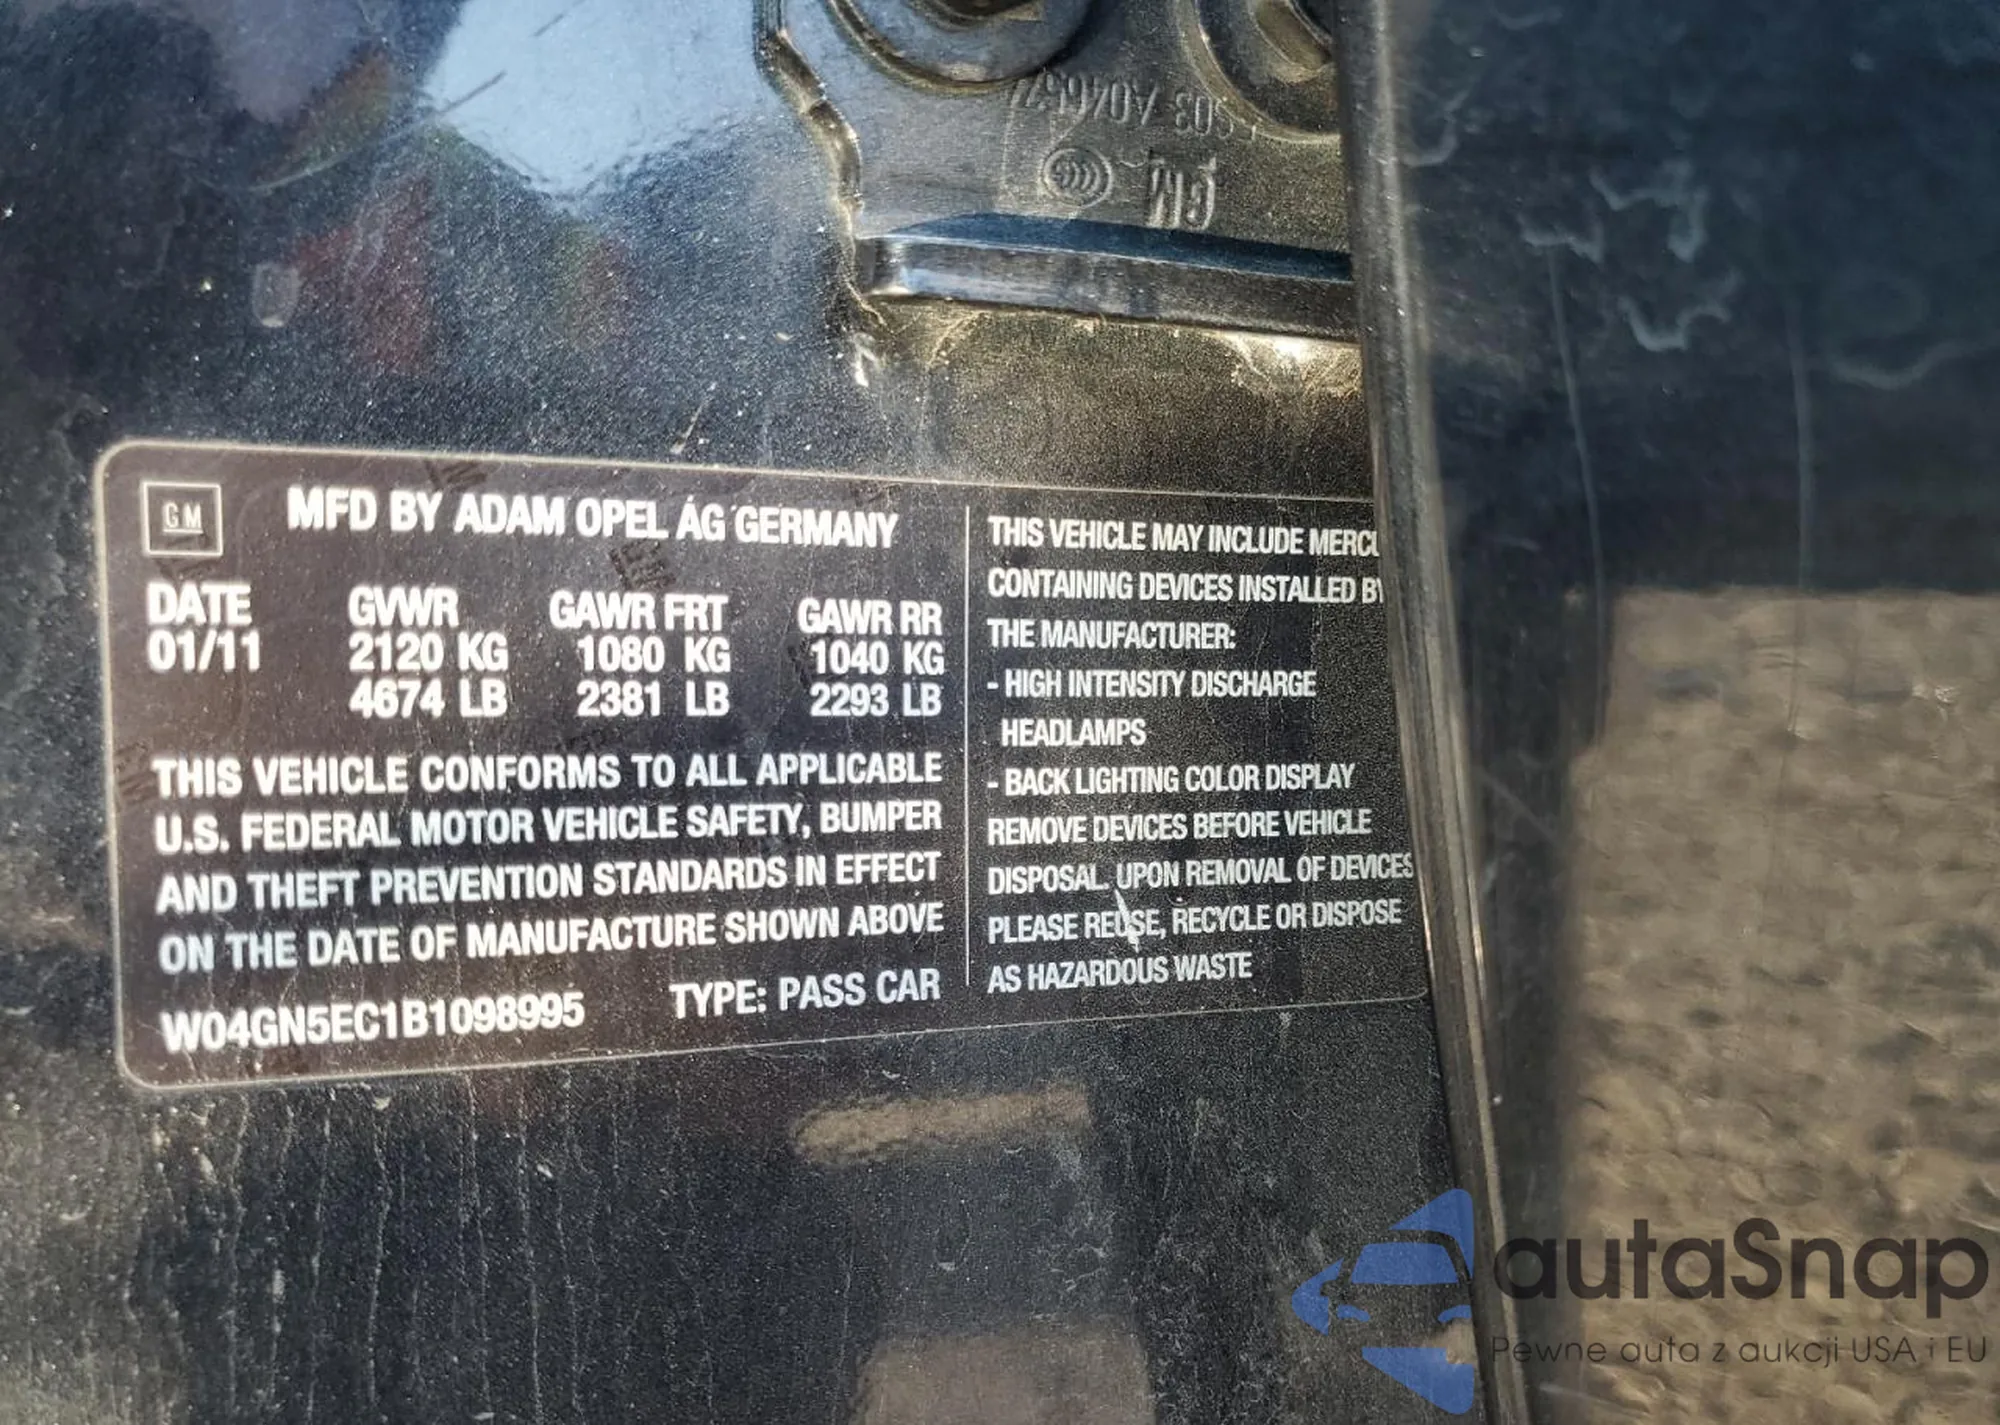 GM
MFD BY ADAM OPEL AG GERMANY
DATE GVWR GAWR FRT GAWR RR
01/11 2120 KG 1080 KG 1040 KG
4674 LB 2381 LB 2293 LB
THIS VEHICLE CONFORMS TO ALL APPLICABLE
U.S. FEDERAL MOTOR VEHICLE SAFETY, BUMPER
AND THEFT PREVENTION STANDARDS IN EFFECT
ON THE DATE OF MANUFACTURE SHOWN ABOVE
W04GN5EC1B1098995 TYPE: PASS CAR
THIS VEHICLE MAY INCLUDE MERCU
CONTAINING DEVICES INSTALLED BY
THE MANUFACTURER:
- HIGH INTENSITY DISCHARGE
HEADLAMPS
- BACK LIGHTING COLOR DISPLAY
REMOVE DEVICES BEFORE VEHICLE
DISPOSAL. UPON REMOVAL OF DEVICES
PLEASE REUSE, RECYCLE OR DISPOSE
AS HAZARDOUS WASTE
GM
autaSnap
Pewne auta z aukcji USA i EU